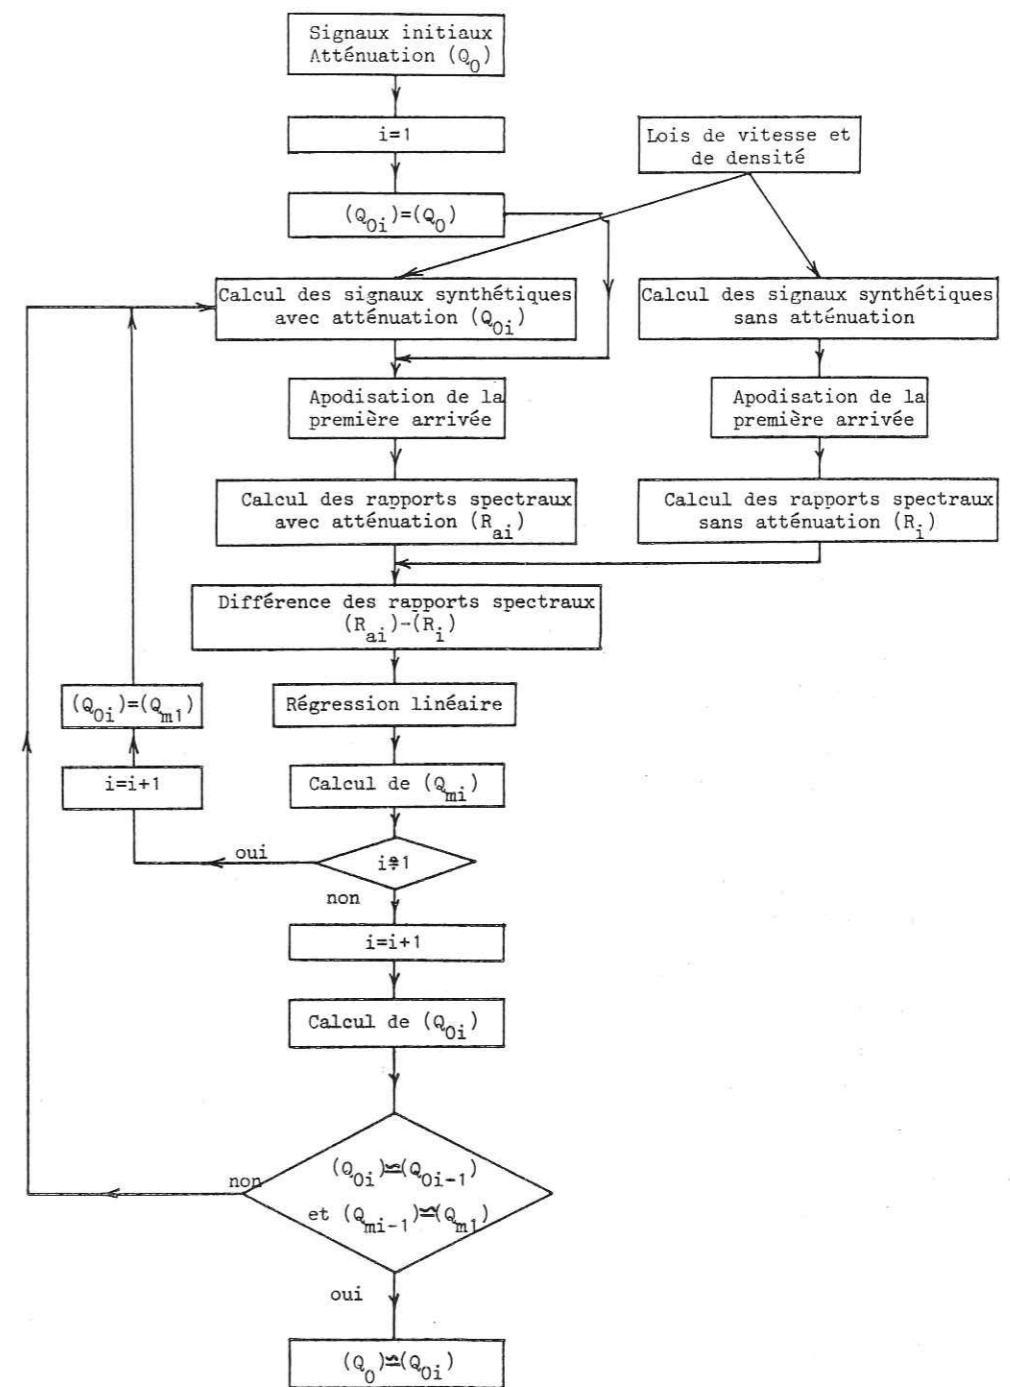 Signaux initiaux
Atténuation (Q0)
i=1
Lois de vitesse et
de densité
(Q0i)=(Q0)
Calcul des signaux synthétiques
avec atténuation (Q0i)
Calcul des signaux synthétiques
sans atténuation
Apodisation de la
première arrivée
Apodisation de la
première arrivée
Calcul des rapports spectraux
avec atténuation (Rai)
Calcul des rapports spectraux
sans atténuation (Ri)
Différence des rapports spectraux
(Rai)-(Ri)
(Q0i)=(Qm1)
Régression linéaire
i=i+1
Calcul de (Qmi)
oui
i?1
non
i=i+1
Calcul de (Q0i)
(Q0i)≃(Q0i-1)
non
et (Qmi-1)≃(Qm1)
oui
(Q0)≃(Q0i)